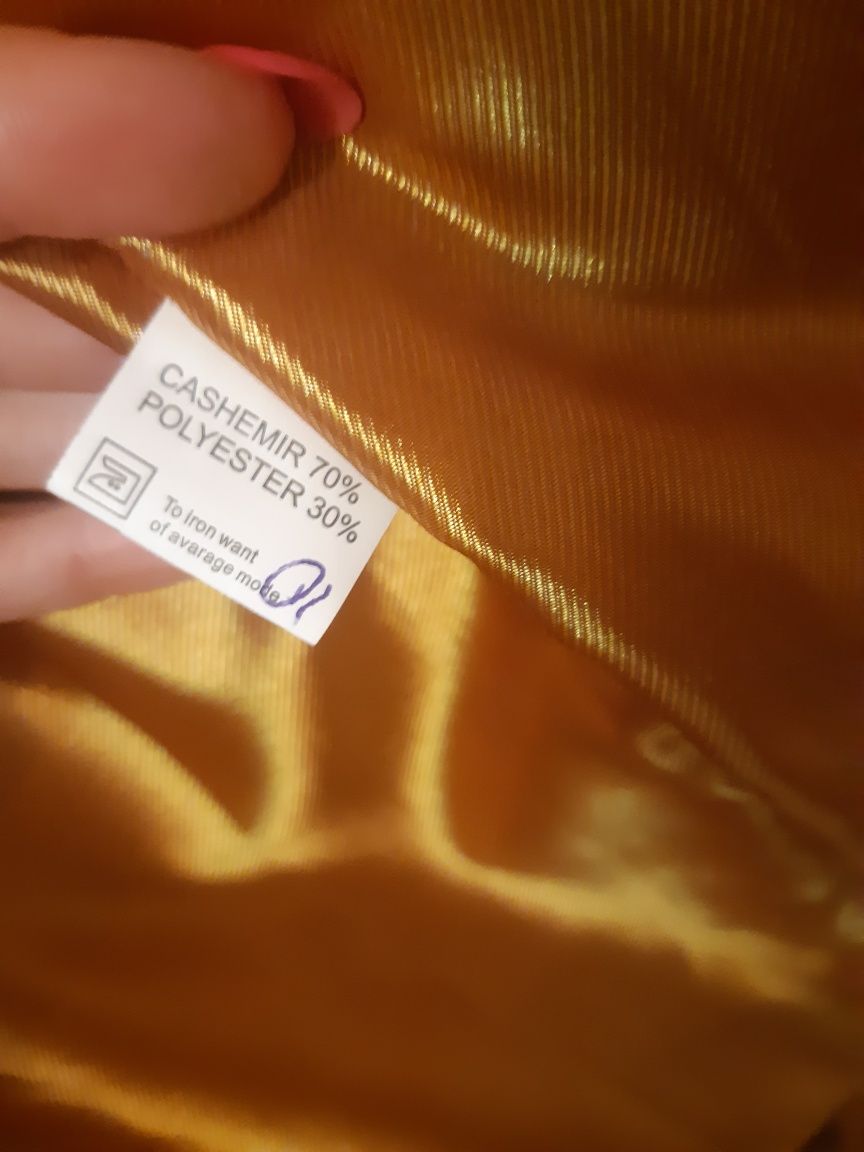 CASHEMIR 70%
POLYESTER 30%
To iron want
of avarage mode